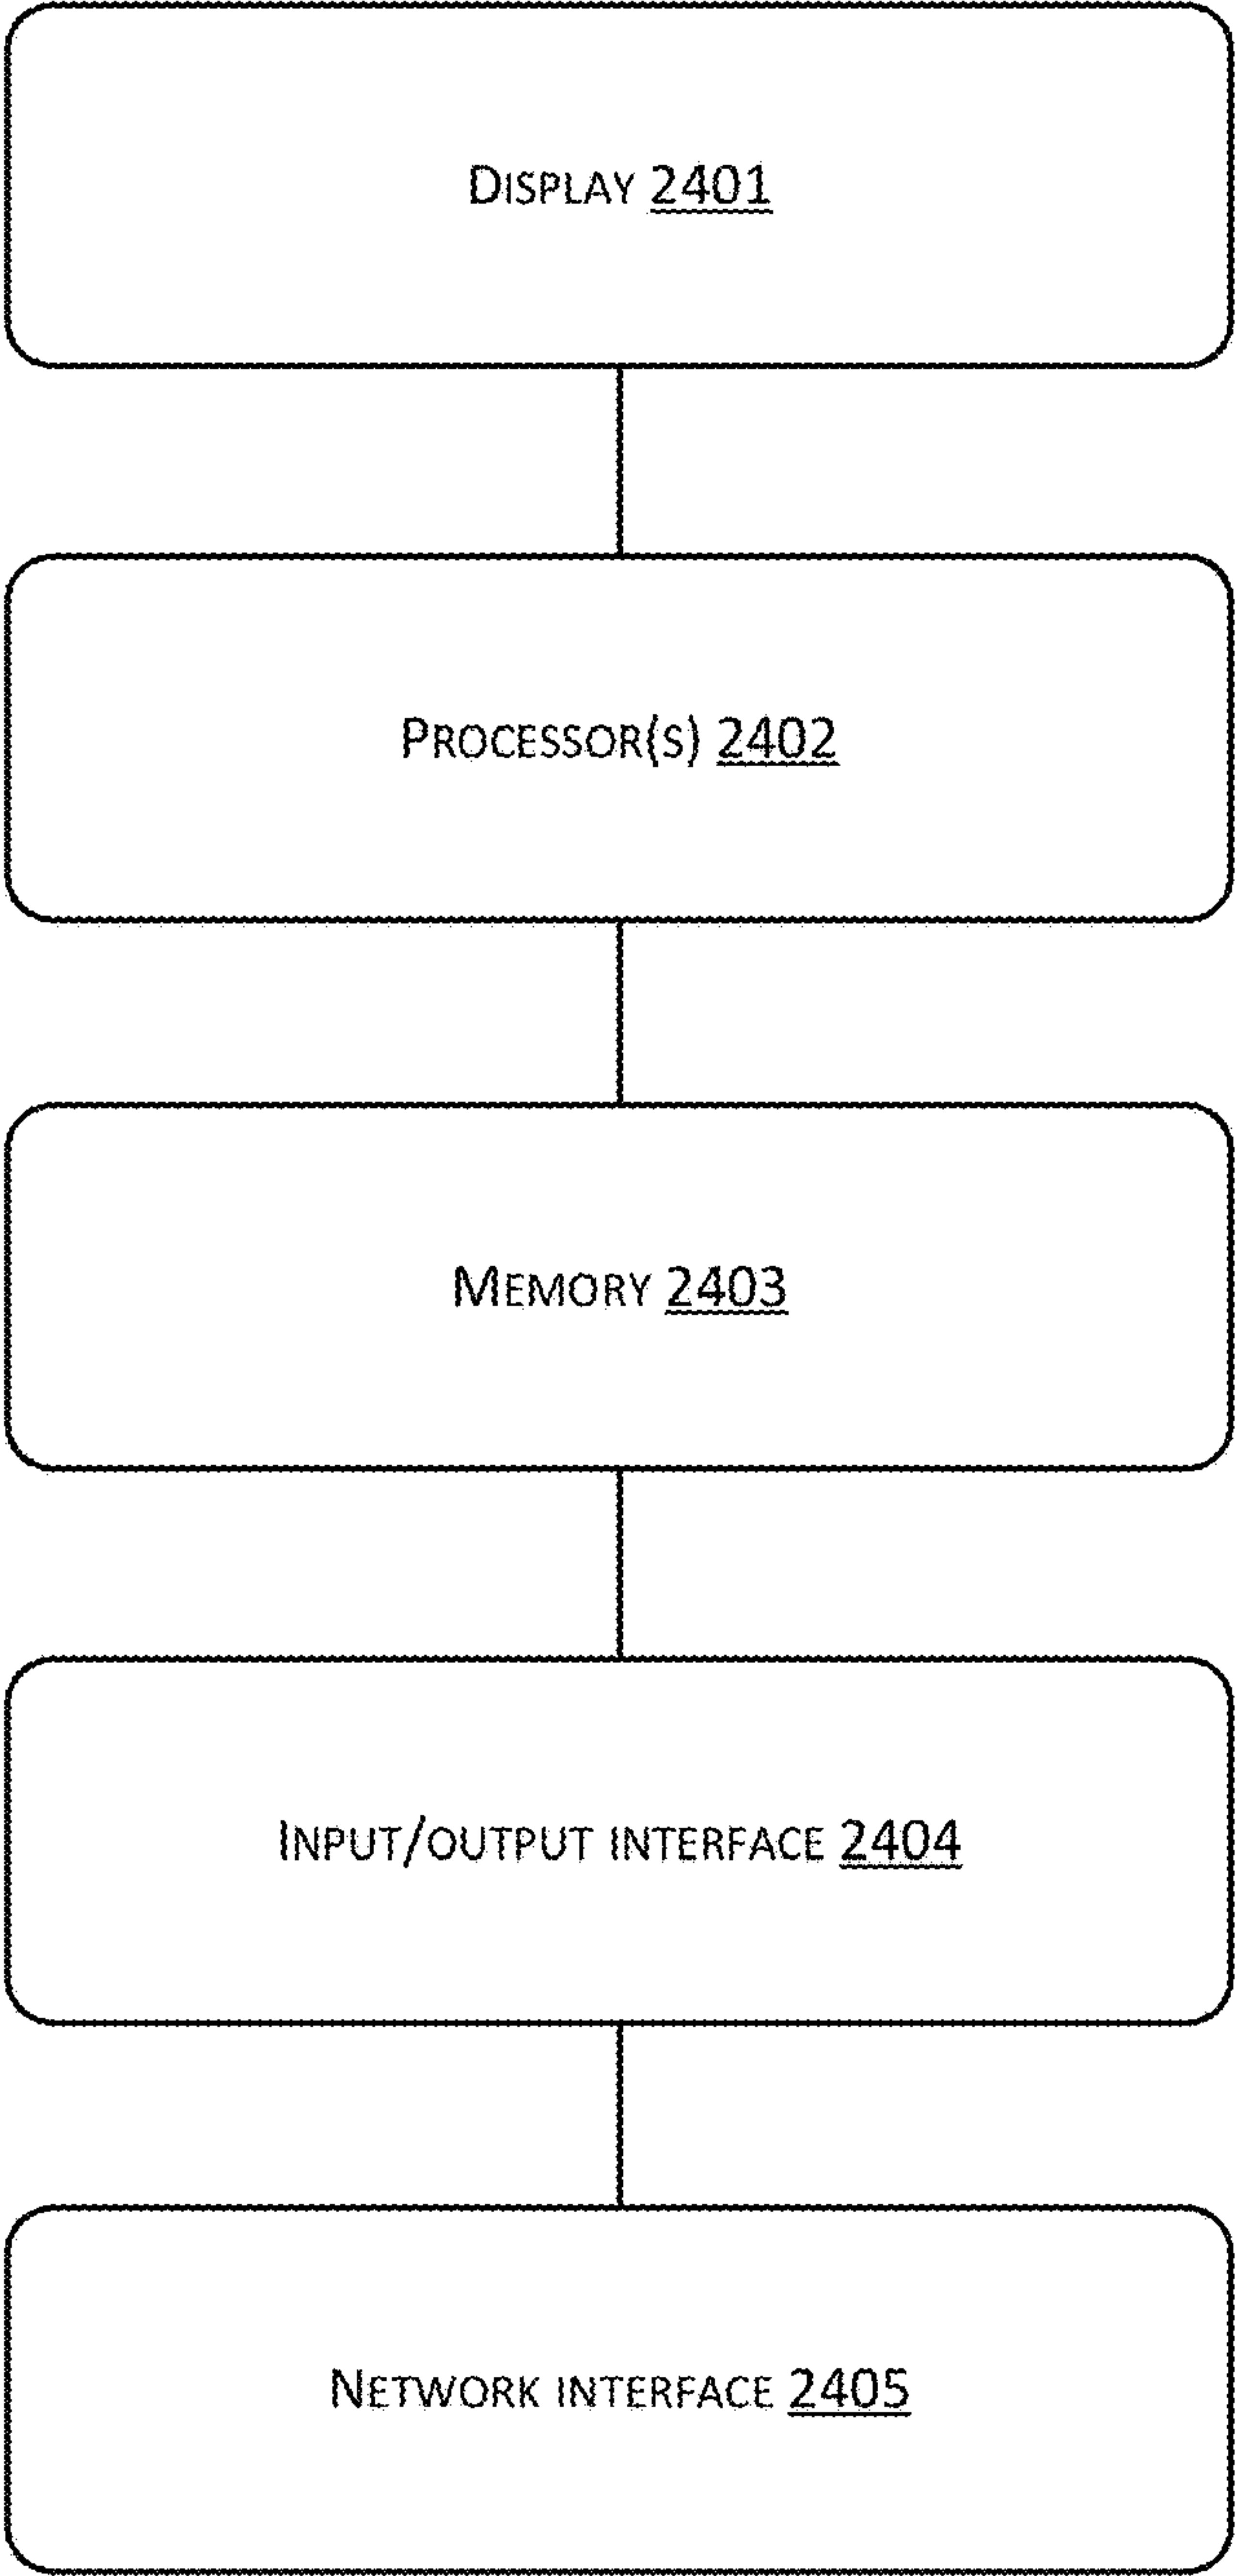 Display 2401
Processor(s) 2402
Memory 2403
Input/output interface 2404
Network interface 2405